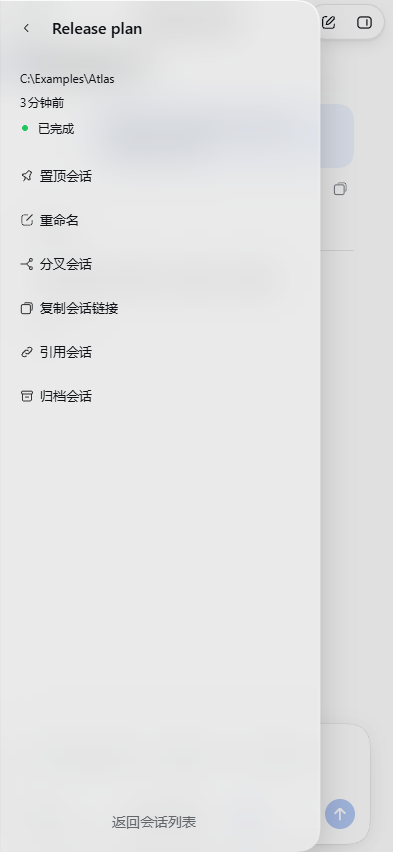 Release plan
C:\Examples\Atlas
3分钟前
已完成
置顶会话
重命名
分叉会话
复制会话链接
引用会话
归档会话
返回会话列表